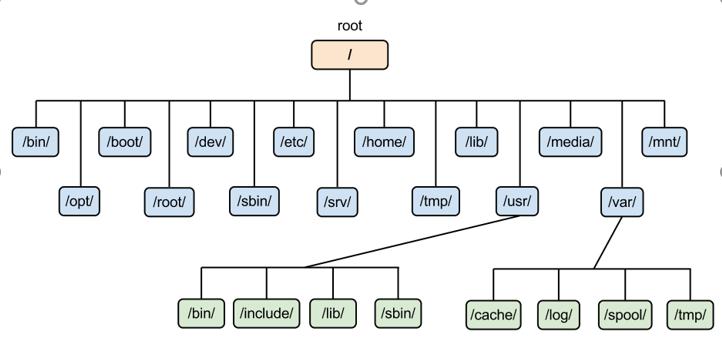 root
/
/bin/
/boot/
/dev/
/etc/
/home/
/lib/
/media/
/mnt/
/opt/
/root/
/sbin/
/srv/
/tmp/
/usr/
/var/
/bin/
/include/
/lib/
/sbin/
/cache/
/log/
/spool/
/tmp/